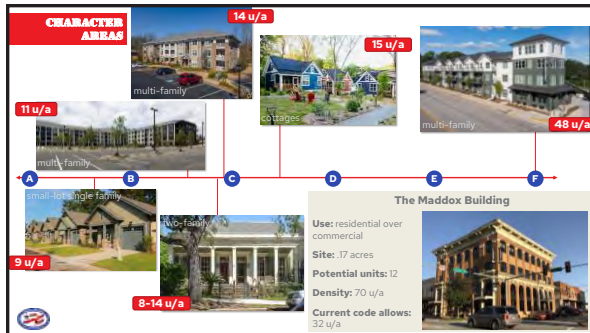 CHARACTER
AREAS
14 u/a
multi-family
15 u/a
cottages
multi-family
48 u/a
11 u/a
multi-family
A
B
C
D
E
F
small-lot single family
9 u/a
two-family
8-14 u/a
The Maddox Building
Use: residential over
commercial
Site: .17 acres
Potential units: 12
Density: 70 u/a
Current code allows:
32 u/a